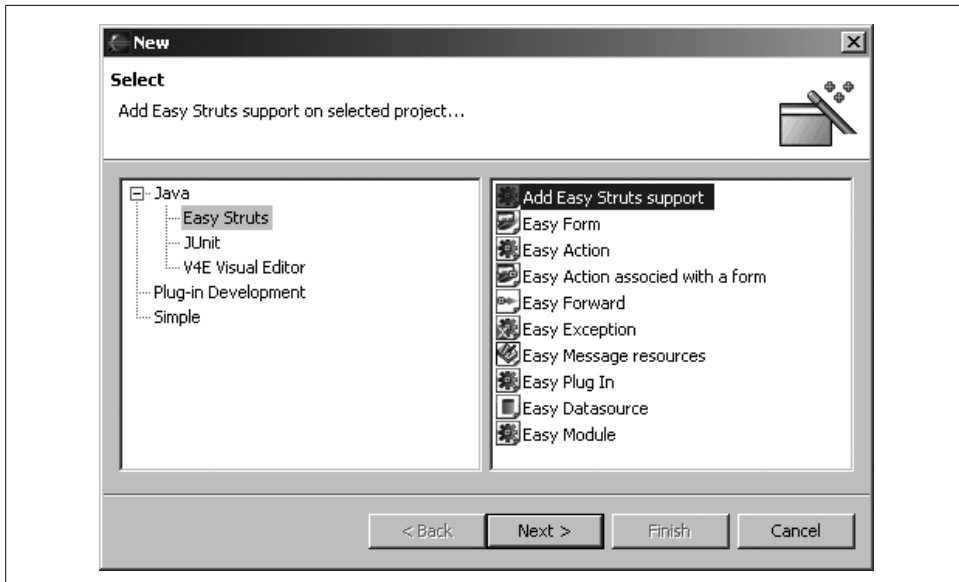 New
Select
Add Easy Struts support on selected project...
Java
Easy Struts
JUnit
V4E Visual Editor
Plug-in Development
Simple
Add Easy Struts support
Easy Form
Easy Action
Easy Action associed with a form
Easy Forward
Easy Exception
Easy Message resources
Easy Plug In
Easy Datasource
Easy Module
< Back
Next >
Finish
Cancel